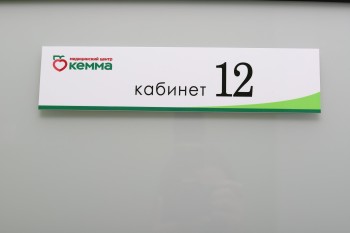 медицинский центр
кемма
кабинет 12